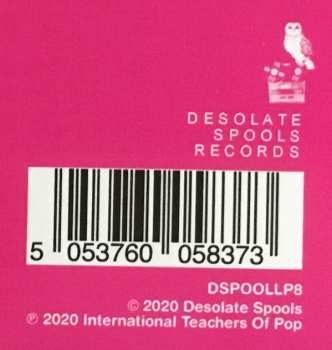 DESOLATE
SPOOLS
RECORDS
5 053760 058373
DSPOOLLP8
© 2020 Desolate Spools
℗ 2020 International Teachers Of Pop